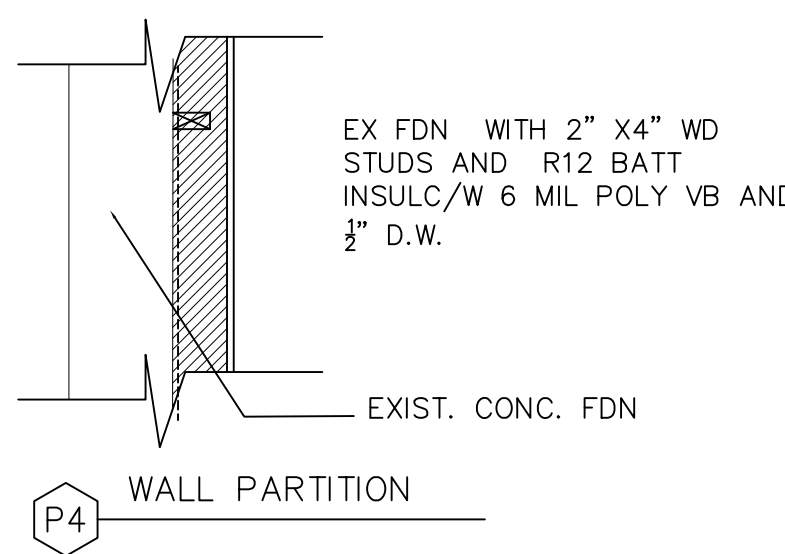 EX FDN WITH 2” X4” WD
STUDS AND R12 BATT
INSULC/W 6 MIL POLY VB AND
½” D.W.
EXIST. CONC. FDN
WALL PARTITION
P4